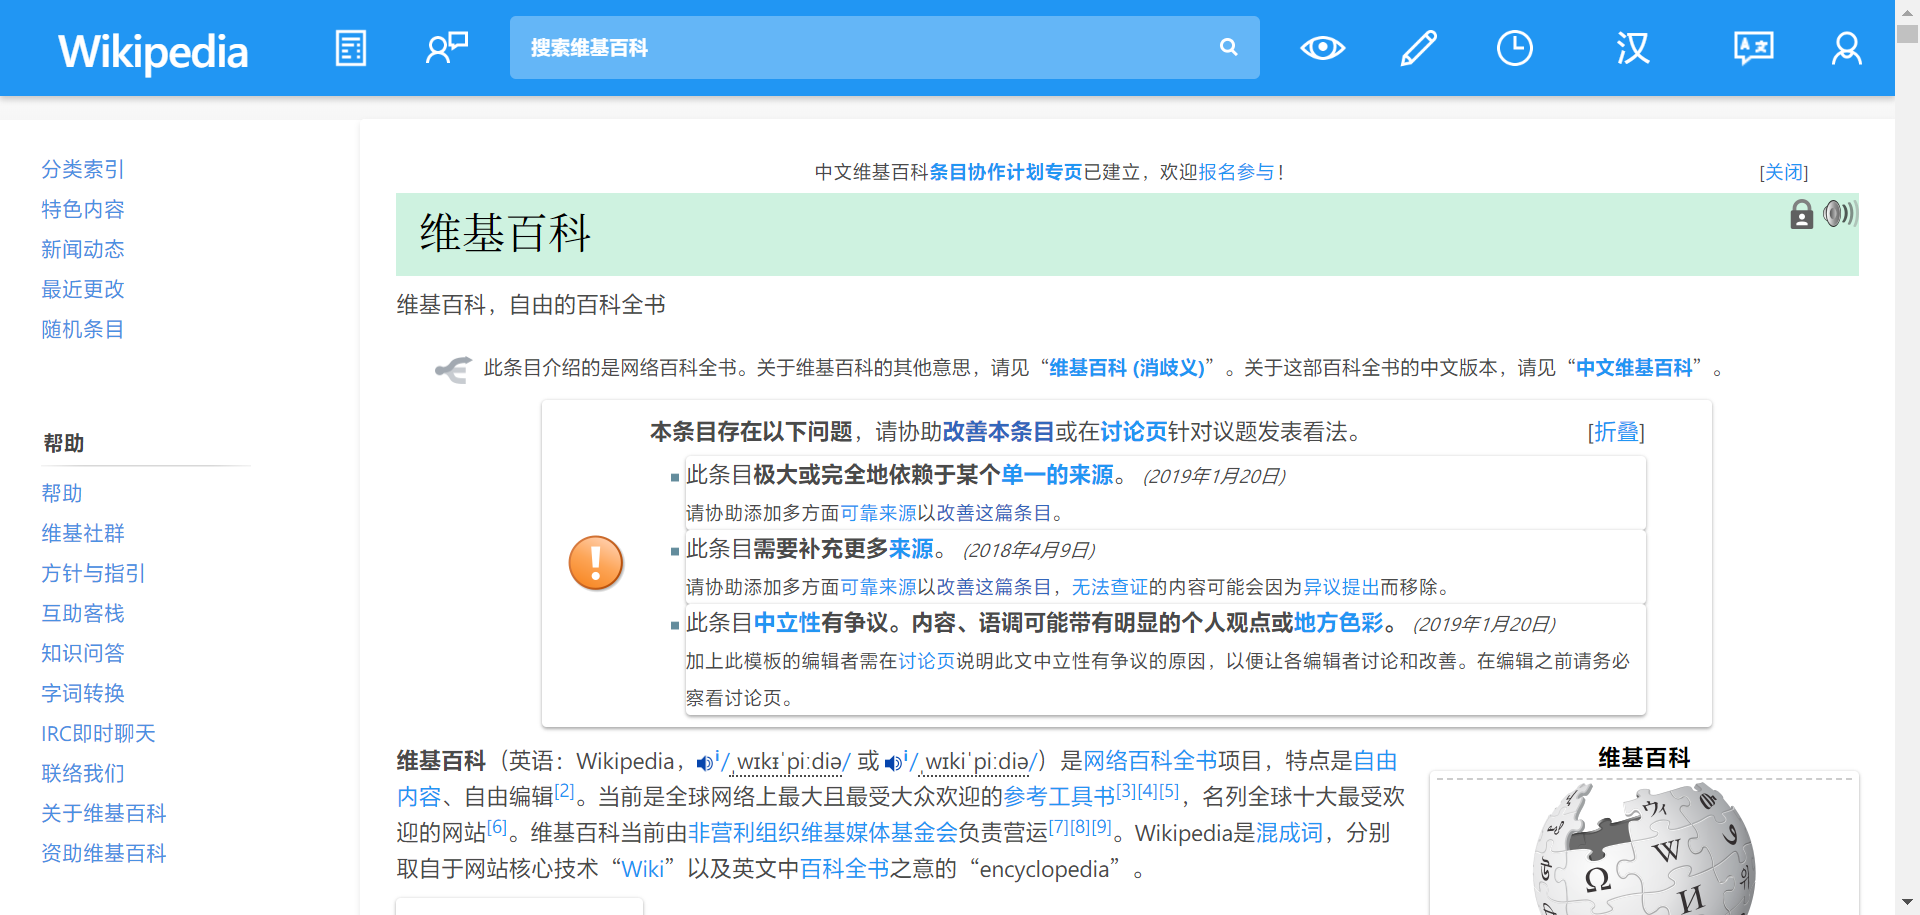 Wikipedia
搜索维基百科
汉
分类索引
特色内容
新闻动态
最近更改
随机条目
帮助
帮助
维基社群
方针与指引
互助客栈
知识问答
字词转换
IRC即时聊天
联络我们
关于维基百科
资助维基百科
中文维基百科条目协作计划专页已建立，欢迎报名参与！
[关闭]
维基百科
维基百科，自由的百科全书
此条目介绍的是网络百科全书。关于维基百科的其他意思，请见“维基百科 (消歧义)”。关于这部百科全书的中文版本，请见“中文维基百科”。
本条目存在以下问题，请协助改善本条目或在讨论页针对议题发表看法。
[折叠]
此条目极大或完全地依赖于某个单一的来源。 (2019年1月20日)
请协助添加多方面可靠来源以改善这篇条目。
此条目需要补充更多来源。 (2018年4月9日)
请协助添加多方面可靠来源以改善这篇条目，无法查证的内容可能会因为异议提出而移除。
此条目中立性有争议。内容、语调可能带有明显的个人观点或地方色彩。 (2019年1月20日)
加上此模板的编辑者需在讨论页说明此文中立性有争议的原因，以便让各编辑者讨论和改善。在编辑之前请务必
察看讨论页。
维基百科（英语：Wikipedia，i/ˌwɪkɪˈpiːdiə/ 或 i/ˌwɪkiˈpiːdiə/）是网络百科全书项目，特点是自由
内容、自由编辑[2]。当前是全球网络上最大且最受大众欢迎的参考工具书[3][4][5]，名列全球十大最受欢
迎的网站[6]。维基百科当前由非营利组织维基媒体基金会负责营运[7][8][9]。Wikipedia是混成词，分别
取自于网站核心技术“Wiki”以及英文中百科全书之意的“encyclopedia”。
维基百科
Ω W И